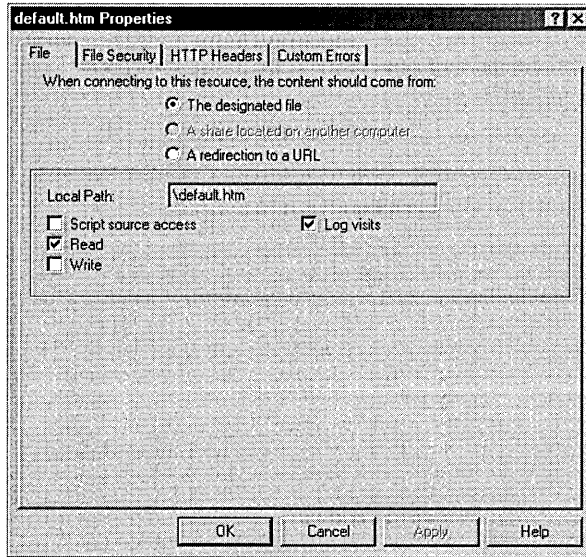 default.htm Properties
File File Security HTTP Headers Custom Errors
When connecting to this resource, the content should come from:
The designated file
A share located on another computer
A redirection to a URL
Local Path: \default.htm
Script source access Log visits
Read
Write
OK Cancel Apply Help